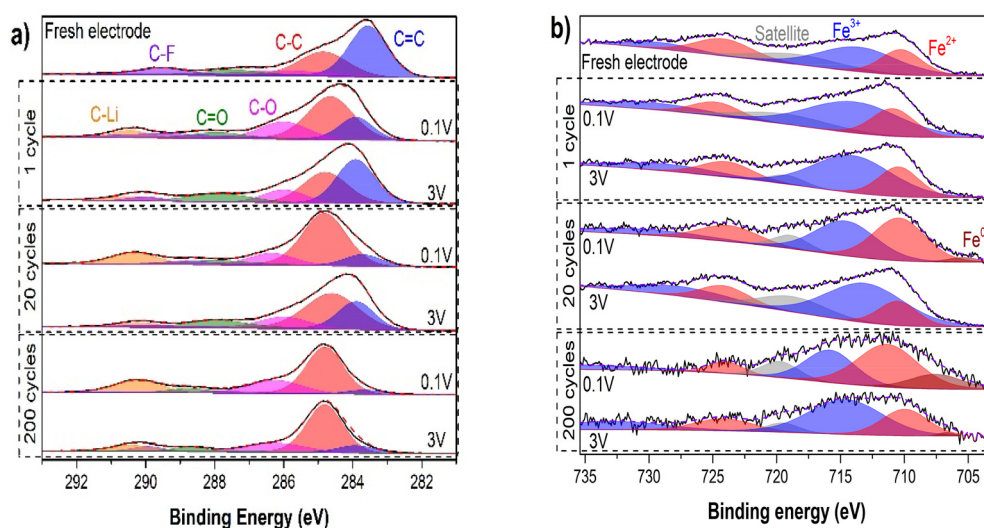 a)
Fresh electrode
C-F
C-C
C=C
1 cycle
C-Li
C=O
C-O
0.1V
3V
20 cycles
0.1V
3V
200 cycles
0.1V
3V
292 290 288 286 284 282
Binding Energy (eV)
b)
Satellite
Fe3+
Fe2+
Fresh electrode
1 cycle
0.1V
3V
20 cycles
0.1V
Fe0
3V
200 cycles
0.1V
3V
735 730 725 720 715 710 705
Binding energy (eV)